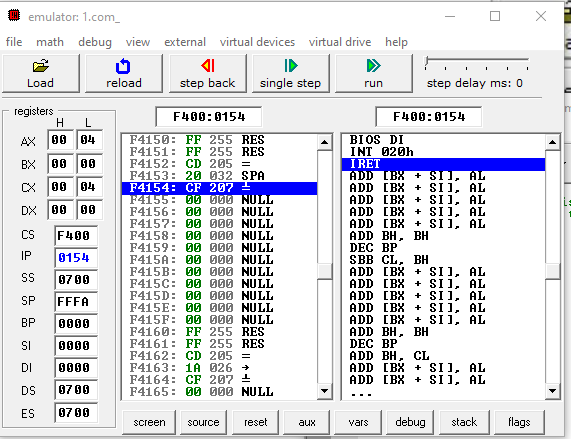 emulator: 1.com_
file math debug view external virtual devices virtual drive help
Load reload step back single step run step delay ms: 0
registers
F400:0154 F400:0154
H L
AX 00 04
BX 00 00
CX 00 04
DX 00 00
CS F400
IP 0154
SS 0700
SP FFFA
BP 0000
SI 0000
DI 0000
DS 0700
ES 0700
F4150: FF 255 RES
F4151: FF 255 RES
F4152: CD 205 =
F4153: 20 032 SPA
F4154: CF 207 ╧
F4155: 00 000 NULL
F4156: 00 000 NULL
F4157: 00 000 NULL
F4158: 00 000 NULL
F4159: 00 000 NULL
F415A: 00 000 NULL
F415B: 00 000 NULL
F415C: 00 000 NULL
F415D: 00 000 NULL
F415E: 00 000 NULL
F415F: 00 000 NULL
F4160: FF 255 RES
F4161: FF 255 RES
F4162: CD 205 =
F4163: 1A 026 →
F4164: CF 207 ╧
F4165: 00 000 NULL
BIOS DI
INT 020h
IRET
ADD [BX + SI], AL
ADD [BX + SI], AL
ADD [BX + SI], AL
ADD [BX + SI], AL
ADD [BX + SI], AL
ADD BH, BH
DEC BP
SBB CL, BH
ADD [BX + SI], AL
ADD [BX + SI], AL
ADD [BX + SI], AL
ADD [BX + SI], AL
ADD [BX + SI], AL
ADD BH, BH
DEC BP
ADD BH, CL
ADD [BX + SI], AL
ADD [BX + SI], AL
...
screen source reset aux vars debug stack flags